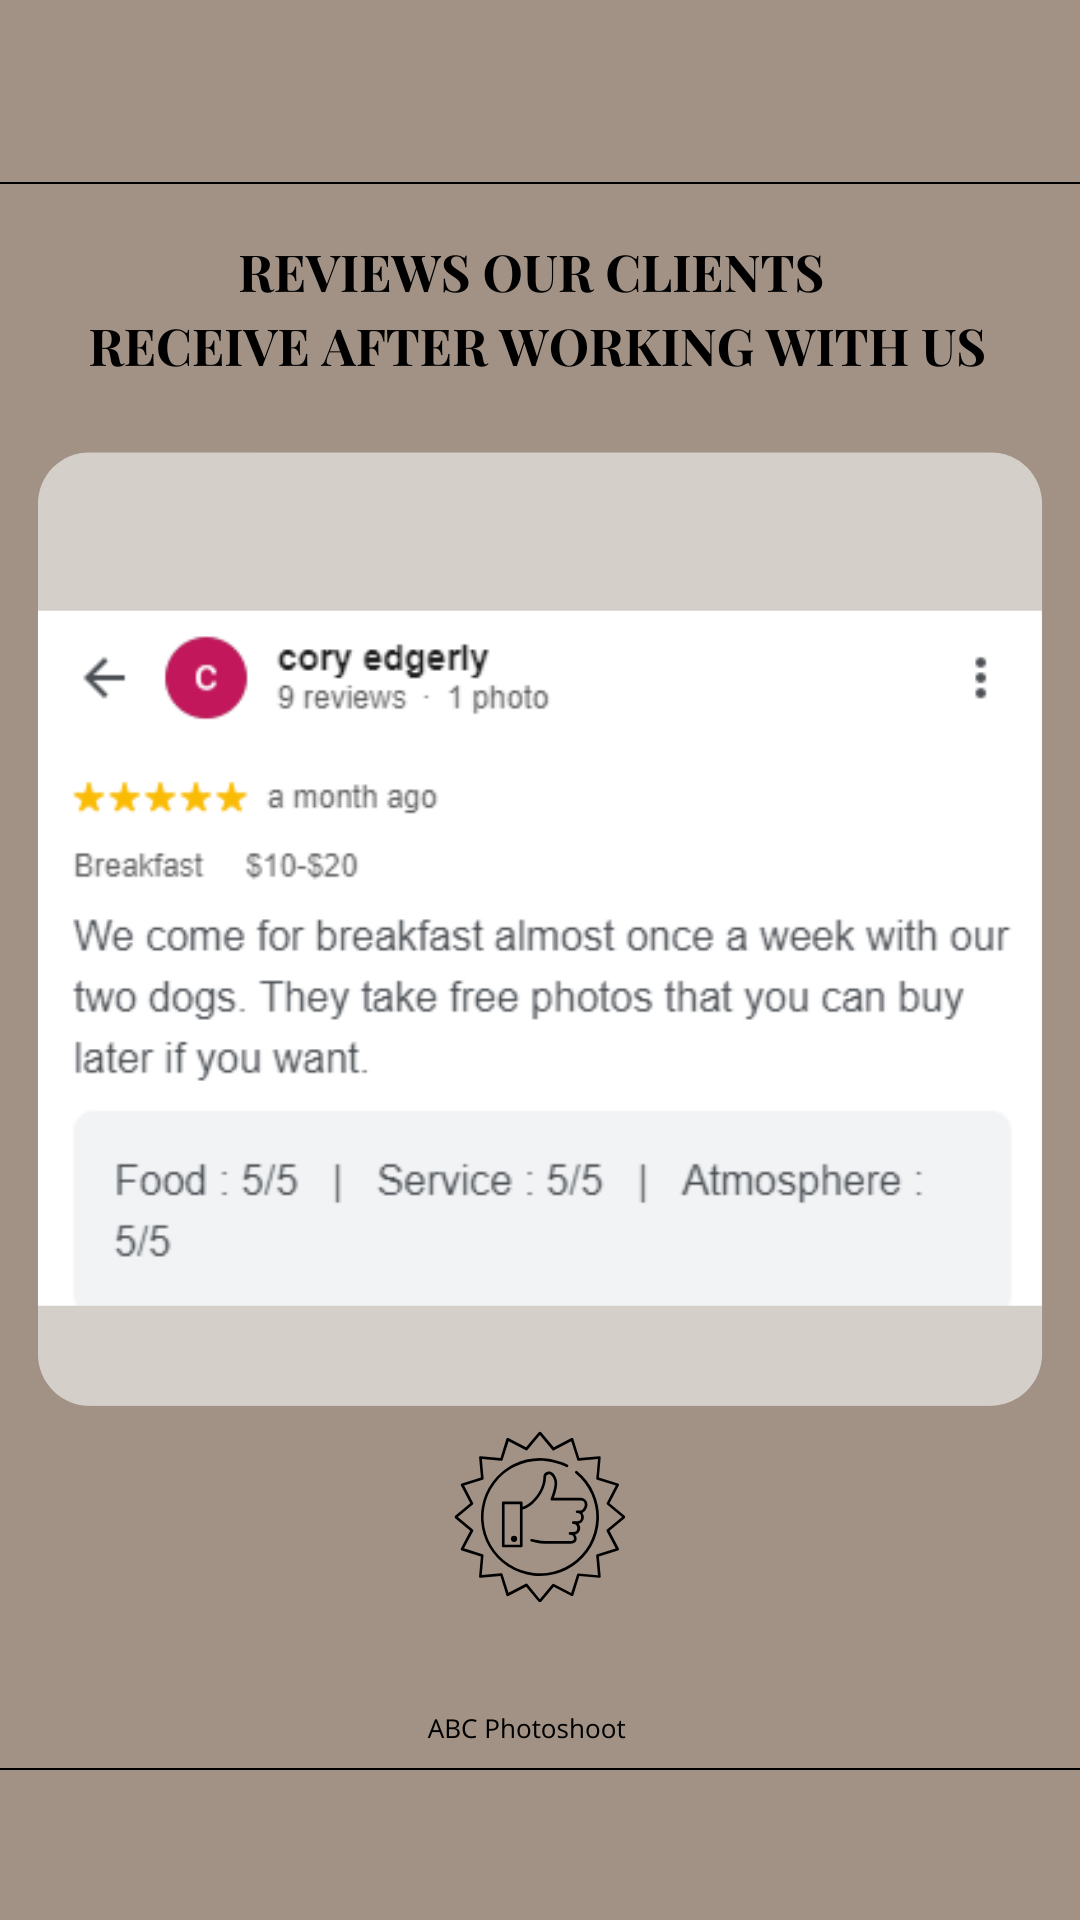 REVIEWS OUR CLIENTS
RECEIVE AFTER WORKING WITH US
C
cory edgerly
9 reviews · 1 photo
a month ago
Breakfast $10-$20
We come for breakfast almost once a week with our
two dogs. They take free photos that you can buy
later if you want.
Food : 5/5 | Service : 5/5 | Atmosphere :
5/5
ABC Photoshoot